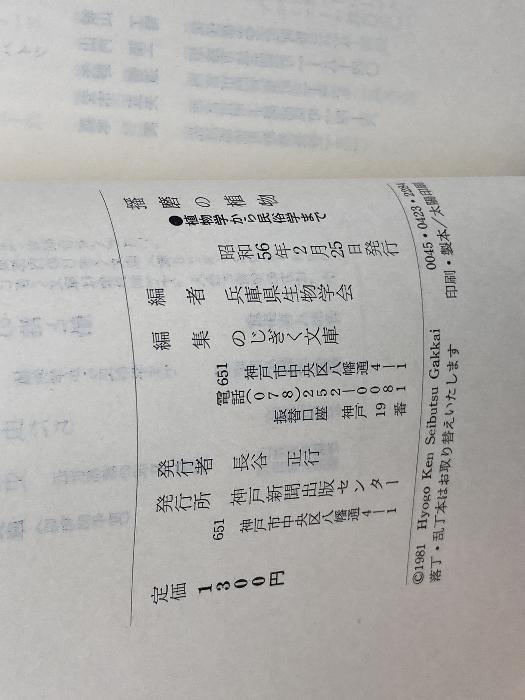 播磨の植物
●植物学から民俗学まで
昭和56年2月25日発行
編者 兵庫県生物学会
編集 のじぎく文庫
651 神戸市中央区八幡通4-1
電話(078)252-0081
振替口座 神戸19番
発行者 長谷正行
発行所 神戸新聞出版センター
651 神戸市中央区八幡通4-1
定価 1300円
0045・0423・2284
印刷・製本/太陽印刷
©1981 Hyogo Ken Seibutsu Gakkai
落丁・乱丁本はお取り替えいたします